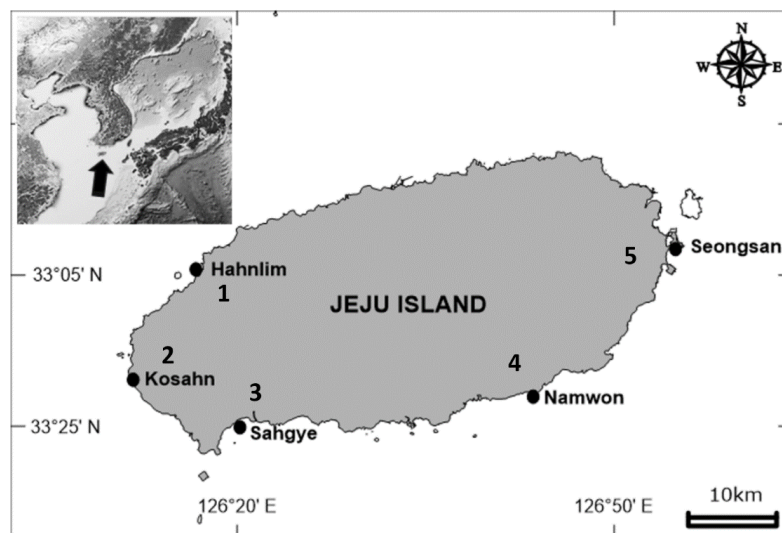 N
W E
S
5 Seongsan
33°05' N
Hahnlim
1
JEJU ISLAND
2
Kosahn
4
3
Namwon
33°25' N
Sahgye
126°20' E
126°50' E
10km